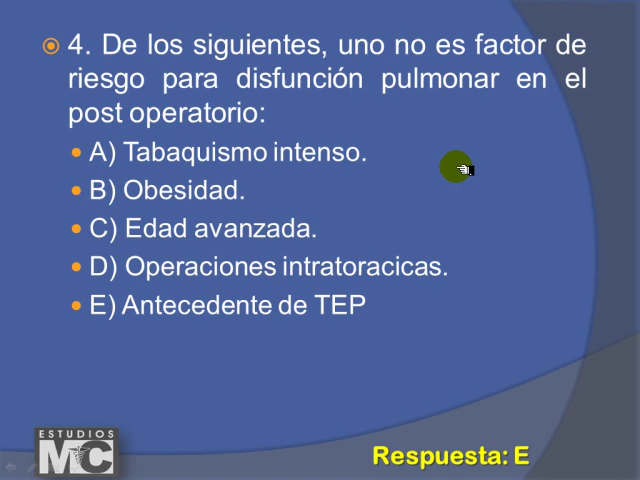 4. De los siguientes, uno no es factor de
riesgo para disfunción pulmonar en el
post operatorio:
A) Tabaquismo intenso.
B) Obesidad.
C) Edad avanzada.
D) Operaciones intratoracicas.
E) Antecedente de TEP
ESTUDIOS
MC
Respuesta: E